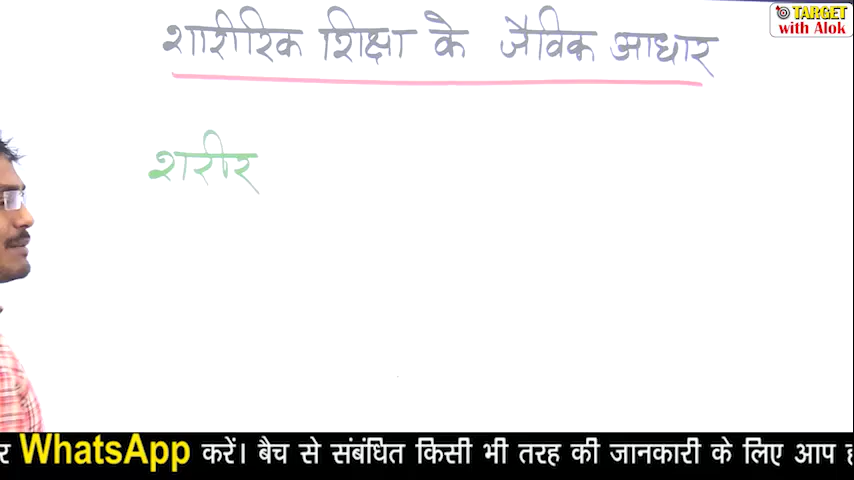 शारीरिक शिक्षा के जैविक आधार
TARGET
with Alok
शरीर
र WhatsApp करें। बैच से संबंधित किसी भी तरह की जानकारी के लिए आप ह